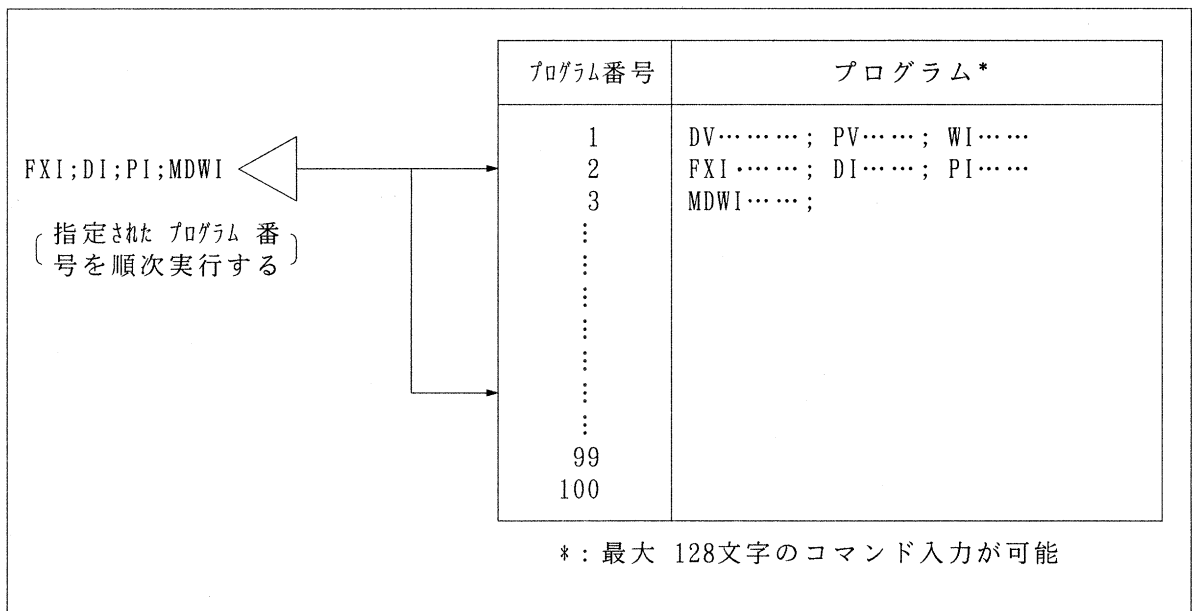 プログラム番号
プログラム*
1 DV………; PV……; WI……
2 FXI・……; DI……; PI……
3 MDWI……;
99
100
FXI;DI;PI;MDWI
(指定された プログラム 番
号を順次実行する)
*: 最大 128文字のコマンド入力が可能